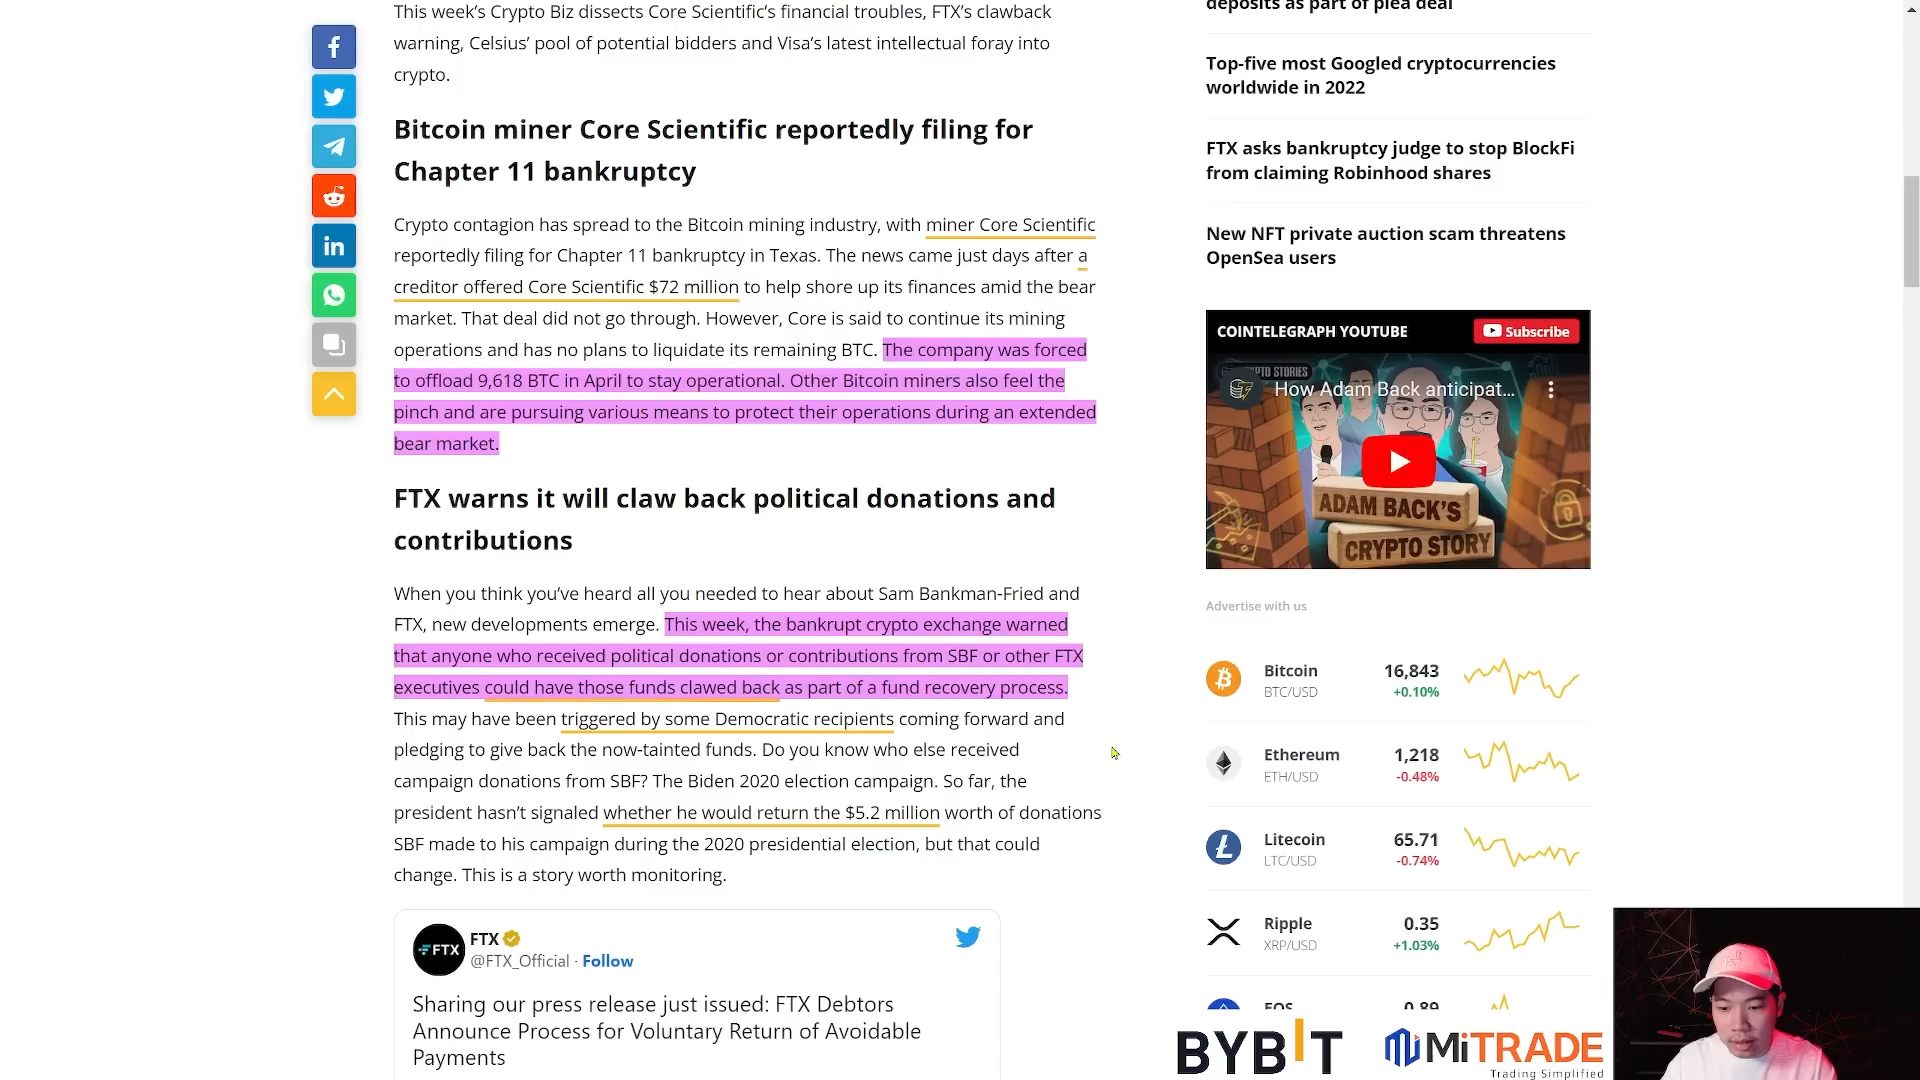 This week's Crypto Biz dissects Core Scientific's financial troubles, FTX's clawback
warning, Celsius' pool of potential bidders and Visa's latest intellectual foray into
crypto.
Bitcoin miner Core Scientific reportedly filing for
Chapter 11 bankruptcy
Crypto contagion has spread to the Bitcoin mining industry, with miner Core Scientific
reportedly filing for Chapter 11 bankruptcy in Texas. The news came just days after a
creditor offered Core Scientific $72 million to help shore up its finances amid the bear
market. That deal did not go through. However, Core is said to continue its mining
operations and has no plans to liquidate its remaining BTC. The company was forced
to offload 9,618 BTC in April to stay operational. Other Bitcoin miners also feel the
pinch and are pursuing various means to protect their operations during an extended
bear market.
FTX warns it will claw back political donations and
contributions
When you think you've heard all you needed to hear about Sam Bankman-Fried and
FTX, new developments emerge. This week, the bankrupt crypto exchange warned
that anyone who received political donations or contributions from SBF or other FTX
executives could have those funds clawed back as part of a fund recovery process.
This may have been triggered by some Democratic recipients coming forward and
pledging to give back the now-tainted funds. Do you know who else received
campaign donations from SBF? The Biden 2020 election campaign. So far, the
president hasn't signaled whether he would return the $5.2 million worth of donations
SBF made to his campaign during the 2020 presidential election, but that could
change. This is a story worth monitoring.
FTX
FTX
@FTX_Official · Follow
Sharing our press release just issued: FTX Debtors
Announce Process for Voluntary Return of Avoidable
Payments
deposits as part of plea deal
Top-five most Googled cryptocurrencies
worldwide in 2022
FTX asks bankruptcy judge to stop BlockFi
from claiming Robinhood shares
New NFT private auction scam threatens
OpenSea users
COINTELEGRAPH YOUTUBE
Subscribe
How Adam Back anticipat...
ADAM BACK'S
CRYPTO STORY
Advertise with us
Bitcoin 16,843
BTC/USD +0.10%
Ethereum 1,218
ETH/USD -0.48%
Litecoin 65.71
LTC/USD -0.74%
Ripple 0.35
XRP/USD +1.03%
EOS 0.89
BYBIT
MiTRADE
Trading Simplified